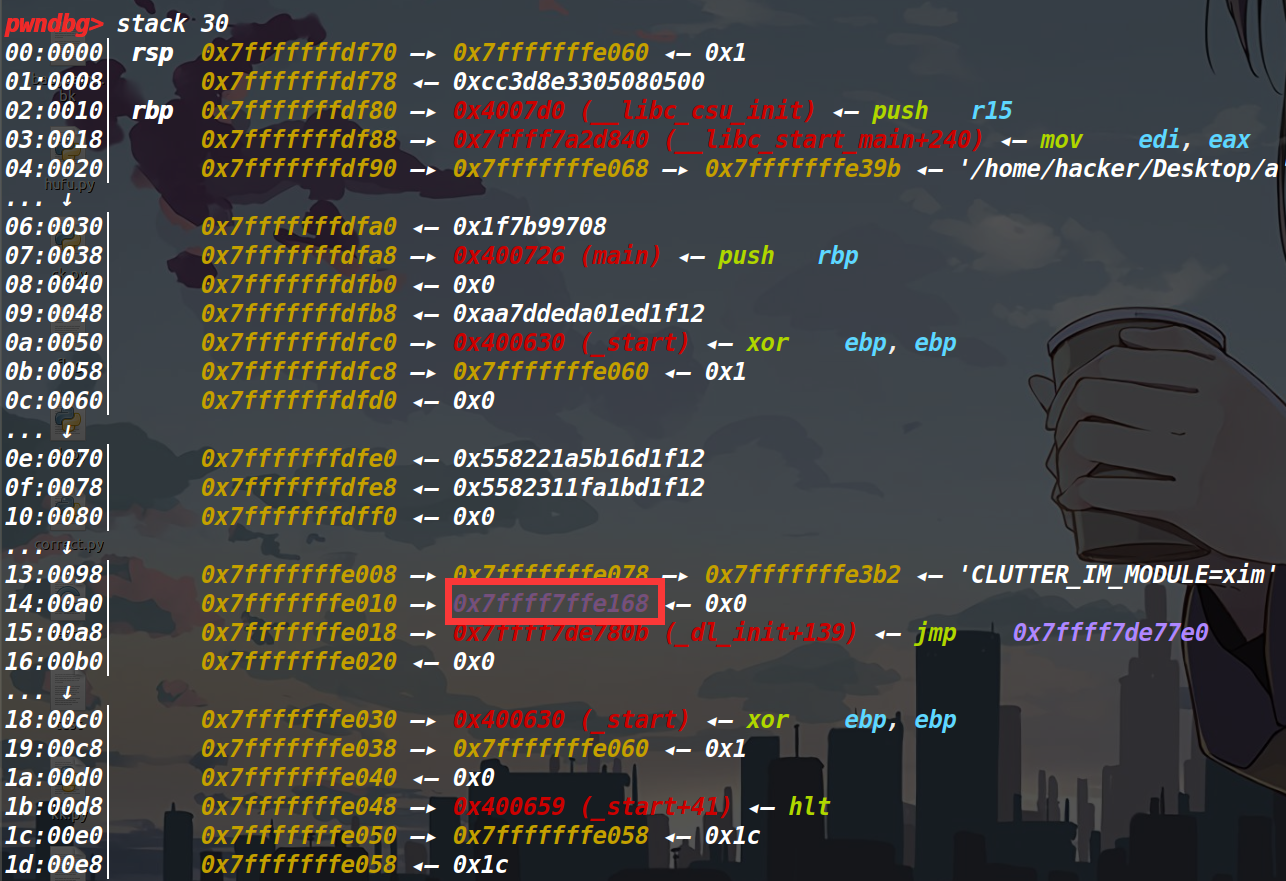 pwndbg> stack 30
00:0000│ rsp 0x7fffffffdf70 —▸ 0x7fffffffe060 ◂— 0x1
01:0008│ 0x7fffffffdf78 ◂— 0xcc3d8e3305080500
02:0010│ rbp 0x7fffffffdf80 —▸ 0x4007d0 (__libc_csu_init) ◂— push r15
03:0018│ 0x7fffffffdf88 —▸ 0x7ffff7a2d840 (__libc_start_main+240) ◂— mov edi, eax
04:0020│ 0x7fffffffdf90 —▸ 0x7fffffffe068 —▸ 0x7fffffffe39b ◂— '/home/hacker/Desktop/a'
hufu.py
... ↓
06:0030│ 0x7fffffffdfa0 ◂— 0x1f7b99708
07:0038│ 0x7fffffffdfa8 —▸ 0x400726 (main) ◂— push rbp
08:0040│ 0x7fffffffdfb0 ◂— 0x0
09:0048│ 0x7fffffffdfb8 ◂— 0xaa7ddeda01ed1f12
0a:0050│ 0x7fffffffdfc0 —▸ 0x400630 (_start) ◂— xor ebp, ebp
0b:0058│ 0x7fffffffdfc8 —▸ 0x7fffffffe060 ◂— 0x1
0c:0060│ 0x7fffffffdfd0 ◂— 0x0
... ↓
0e:0070│ 0x7fffffffdfe0 ◂— 0x558221a5b16d1f12
0f:0078│ 0x7fffffffdfe8 ◂— 0x5582311fa1bd1f12
10:0080│ 0x7fffffffdff0 ◂— 0x0
... ↓
correct.py
13:0098│ 0x7fffffffe008 —▸ 0x7fffffffe078 —▸ 0x7fffffffe3b2 ◂— 'CLUTTER_IM_MODULE=xim'
14:00a0│ 0x7fffffffe010 —▸ 0x7ffff7ffe168 ◂— 0x0
15:00a8│ 0x7fffffffe018 —▸ 0x7ffff7de780b (_dl_init+139) ◂— jmp 0x7ffff7de77e0
16:00b0│ 0x7fffffffe020 ◂— 0x0
... ↓
18:00c0│ 0x7fffffffe030 —▸ 0x400630 (_start) ◂— xor ebp, ebp
19:00c8│ 0x7fffffffe038 —▸ 0x7fffffffe060 ◂— 0x1
1a:00d0│ 0x7fffffffe040 ◂— 0x0
1b:00d8│ 0x7fffffffe048 —▸ 0x400659 (_start+41) ◂— hlt
1c:00e0│ 0x7fffffffe050 —▸ 0x7fffffffe058 ◂— 0x1c
1d:00e8│ 0x7fffffffe058 ◂— 0x1c